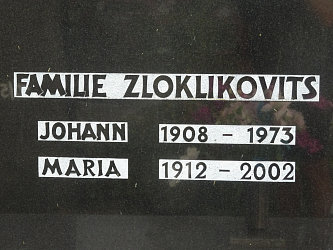 FAMILIE ZLOKLIKOVITS
JOHANN 1908 - 1973
MARIA 1912 - 2002